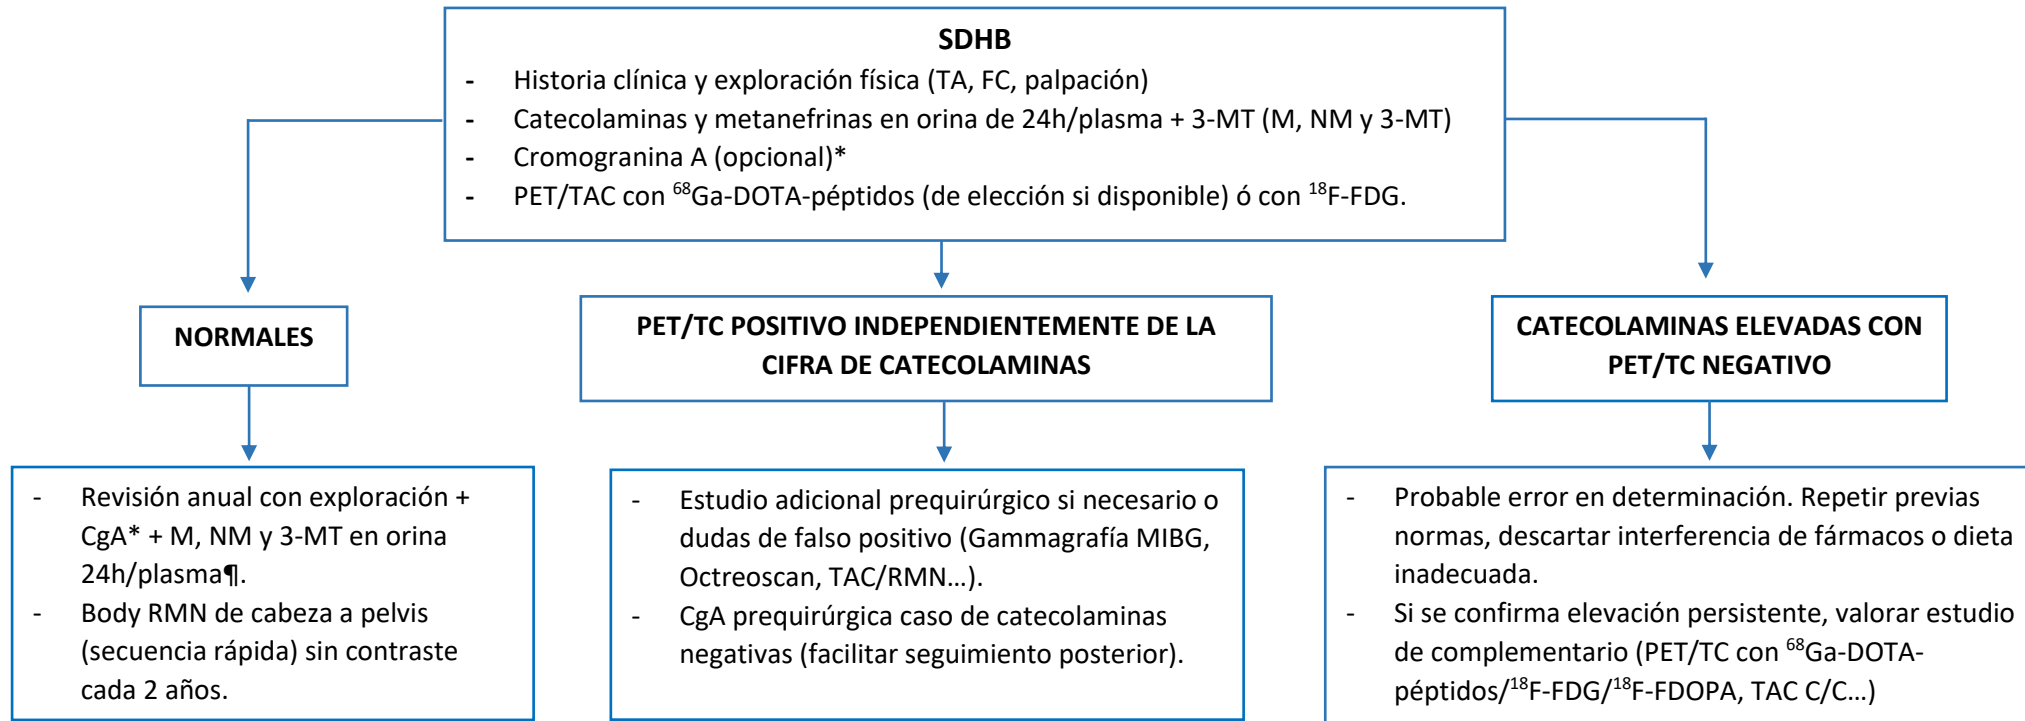 SDHB
- Historia clínica y exploración física (TA, FC, palpación)
- Catecolaminas y metanefrinas en orina de 24h/plasma + 3-MT (M, NM y 3-MT)
- Cromogranina A (opcional)*
- PET/TAC con ⁶⁸Ga-DOTA-péptidos (de elección si disponible) ó con ¹⁸F-FDG.
NORMALES
PET/TC POSITIVO INDEPENDIENTEMENTE DE LA
CIFRA DE CATECOLAMINAS
CATECOLAMINAS ELEVADAS CON
PET/TC NEGATIVO
- Revisión anual con exploración +
CgA* + M, NM y 3-MT en orina
24h/plasma¶.
- Body RMN de cabeza a pelvis
(secuencia rápida) sin contraste
cada 2 años.
- Estudio adicional prequirúrgico si necesario o
dudas de falso positivo (Gammagrafía MIBG,
Octreoscan, TAC/RMN...).
- CgA prequirúrgica caso de catecolaminas
negativas (facilitar seguimiento posterior).
- Probable error en determinación. Repetir previas
normas, descartar interferencia de fármacos o dieta
inadecuada.
- Si se confirma elevación persistente, valorar estudio
de complementario (PET/TC con ⁶⁸Ga-DOTA-
péptidos/¹⁸F-FDG/¹⁸F-FDOPA, TAC C/C...)